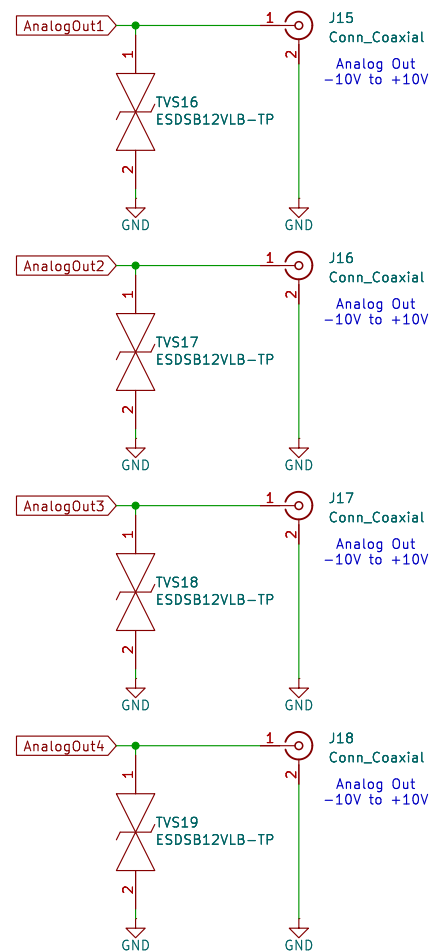 AnalogOut1
1
J15
Conn_Coaxial
2
Analog Out
-10V to +10V
1
TVS16
ESDSB12VLB-TP
2
GND
GND
AnalogOut2
1
J16
Conn_Coaxial
2
Analog Out
-10V to +10V
1
TVS17
ESDSB12VLB-TP
2
GND
GND
AnalogOut3
1
J17
Conn_Coaxial
2
Analog Out
-10V to +10V
1
TVS18
ESDSB12VLB-TP
2
GND
GND
AnalogOut4
1
J18
Conn_Coaxial
2
Analog Out
-10V to +10V
1
TVS19
ESDSB12VLB-TP
2
GND
GND